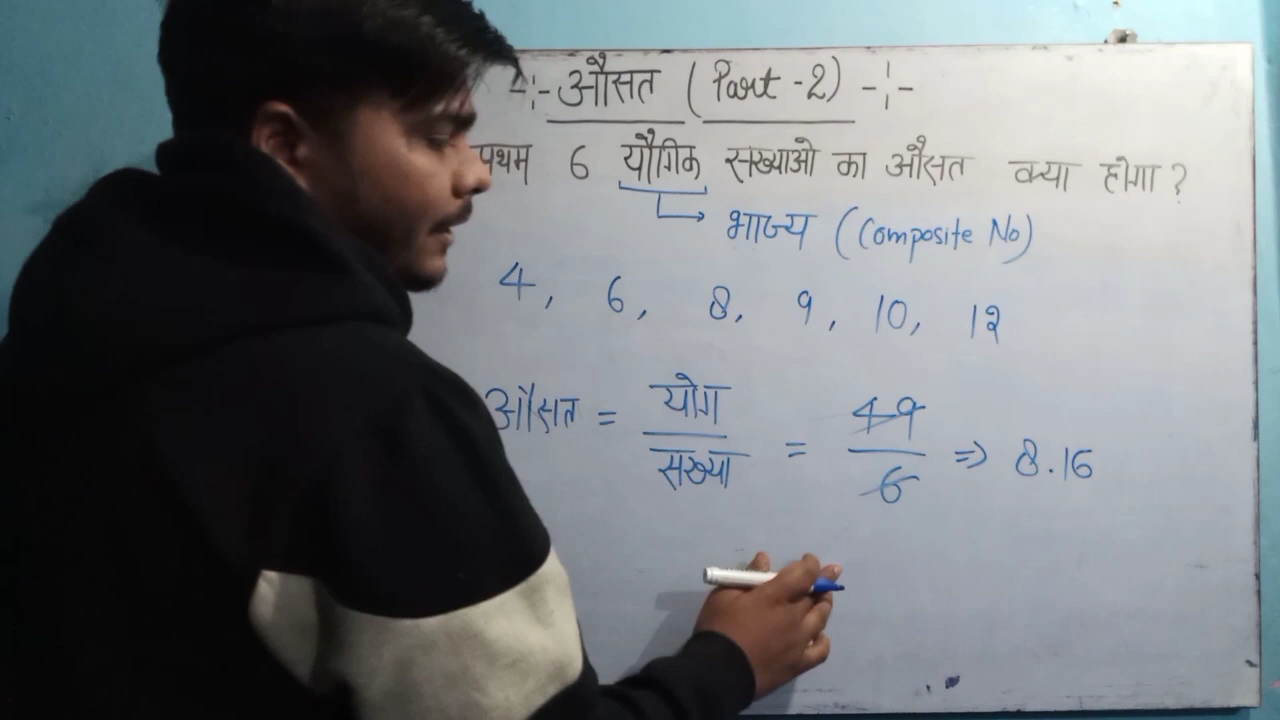 -:- औसत ( Part - 2 ) -:-
प्रथम 6 यौगिक सख्याओ का औसत क्या होगा ?
भाज्य (Composite No)
4, 6, 8, 9, 10, 12
औसत = योग / सख्या = 49 / 6 => 8.16